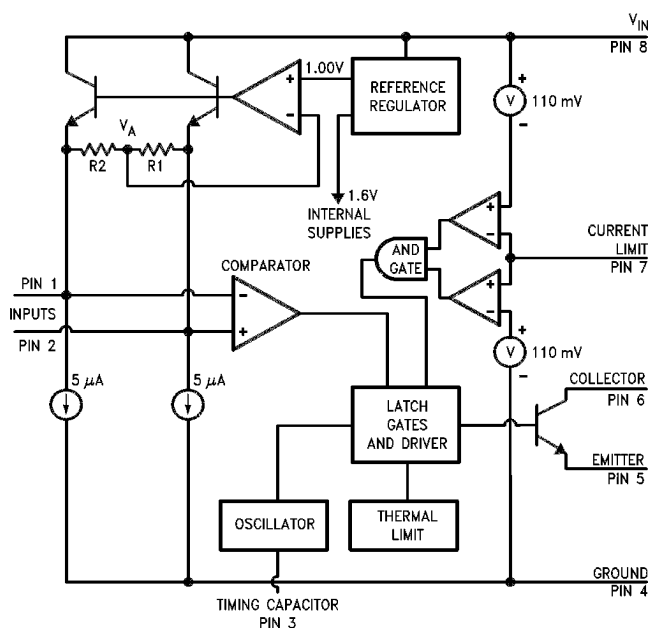 V_IN
PIN 8
1.00V
REFERENCE
REGULATOR
+
−
+
V
110 mV
−
V_A
R2
R1
1.6V
INTERNAL
SUPPLIES
+
−
AND
GATE
CURRENT
LIMIT
PIN 7
PIN 1
INPUTS
PIN 2
COMPARATOR
−
+
+
−
+
V
110 mV
−
5 μA
5 μA
LATCH
GATES
AND DRIVER
COLLECTOR
PIN 6
EMITTER
PIN 5
OSCILLATOR
THERMAL
LIMIT
GROUND
PIN 4
TIMING CAPACITOR
PIN 3